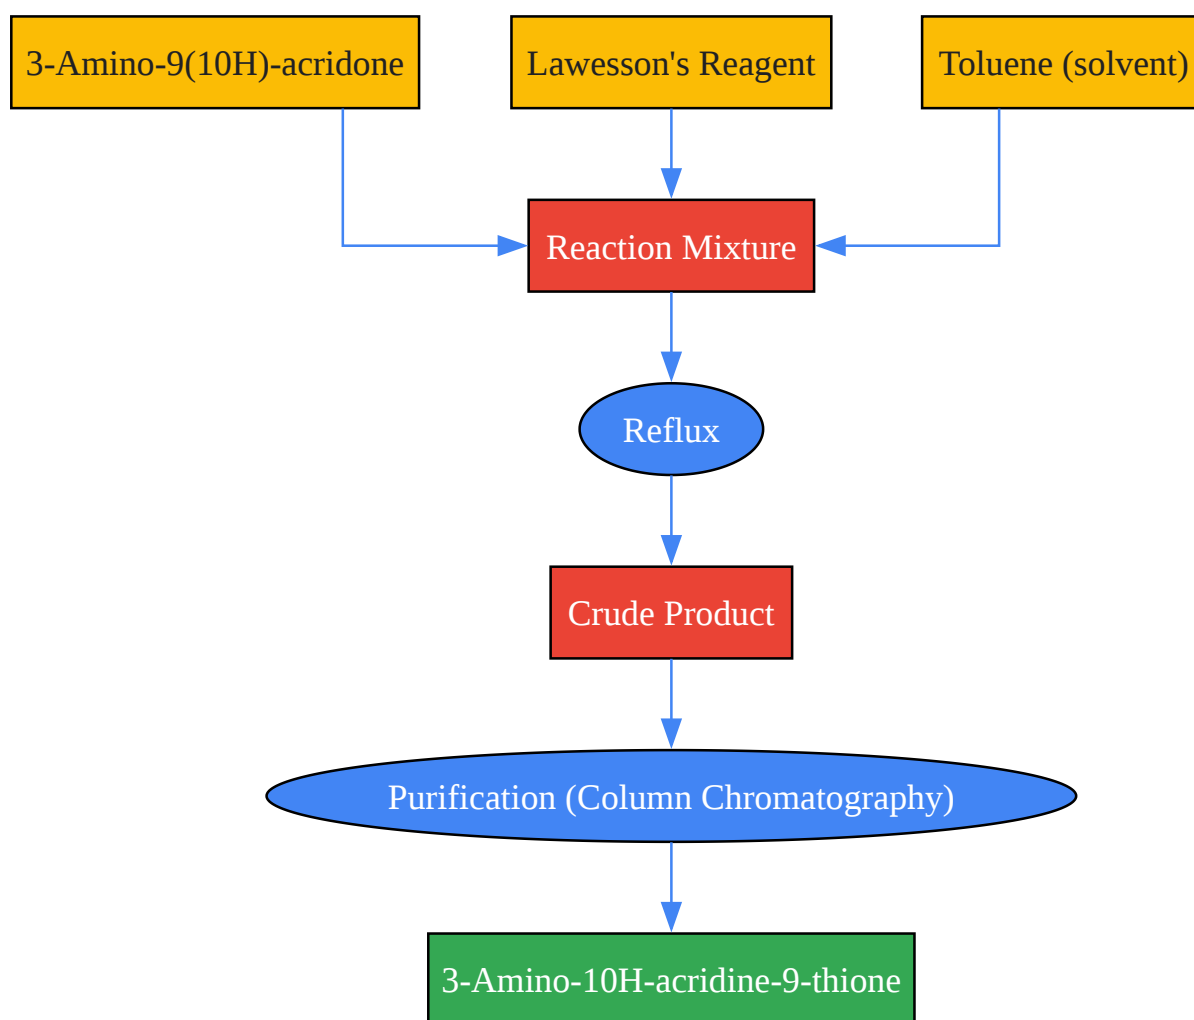 3-Amino-9(10H)-acridone
Lawesson's Reagent
Toluene (solvent)
Reaction Mixture
Reflux
Crude Product
Purification (Column Chromatography)
3-Amino-10H-acridine-9-thione